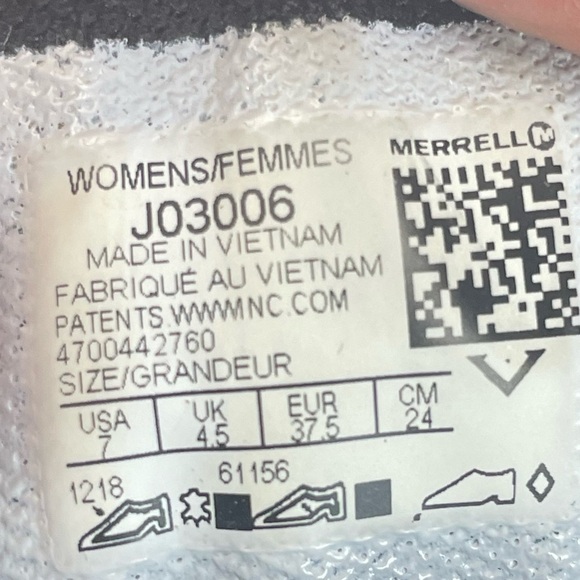 WOMENS/FEMMES
MERRELL M
J03006
MADE IN VIETNAM
FABRIQUÉ AU VIETNAM
PATENTS.WWWMNC.COM
4700442760
SIZE/GRANDEUR
USA UK EUR CM
7 4.5 37.5 24
1218 61156